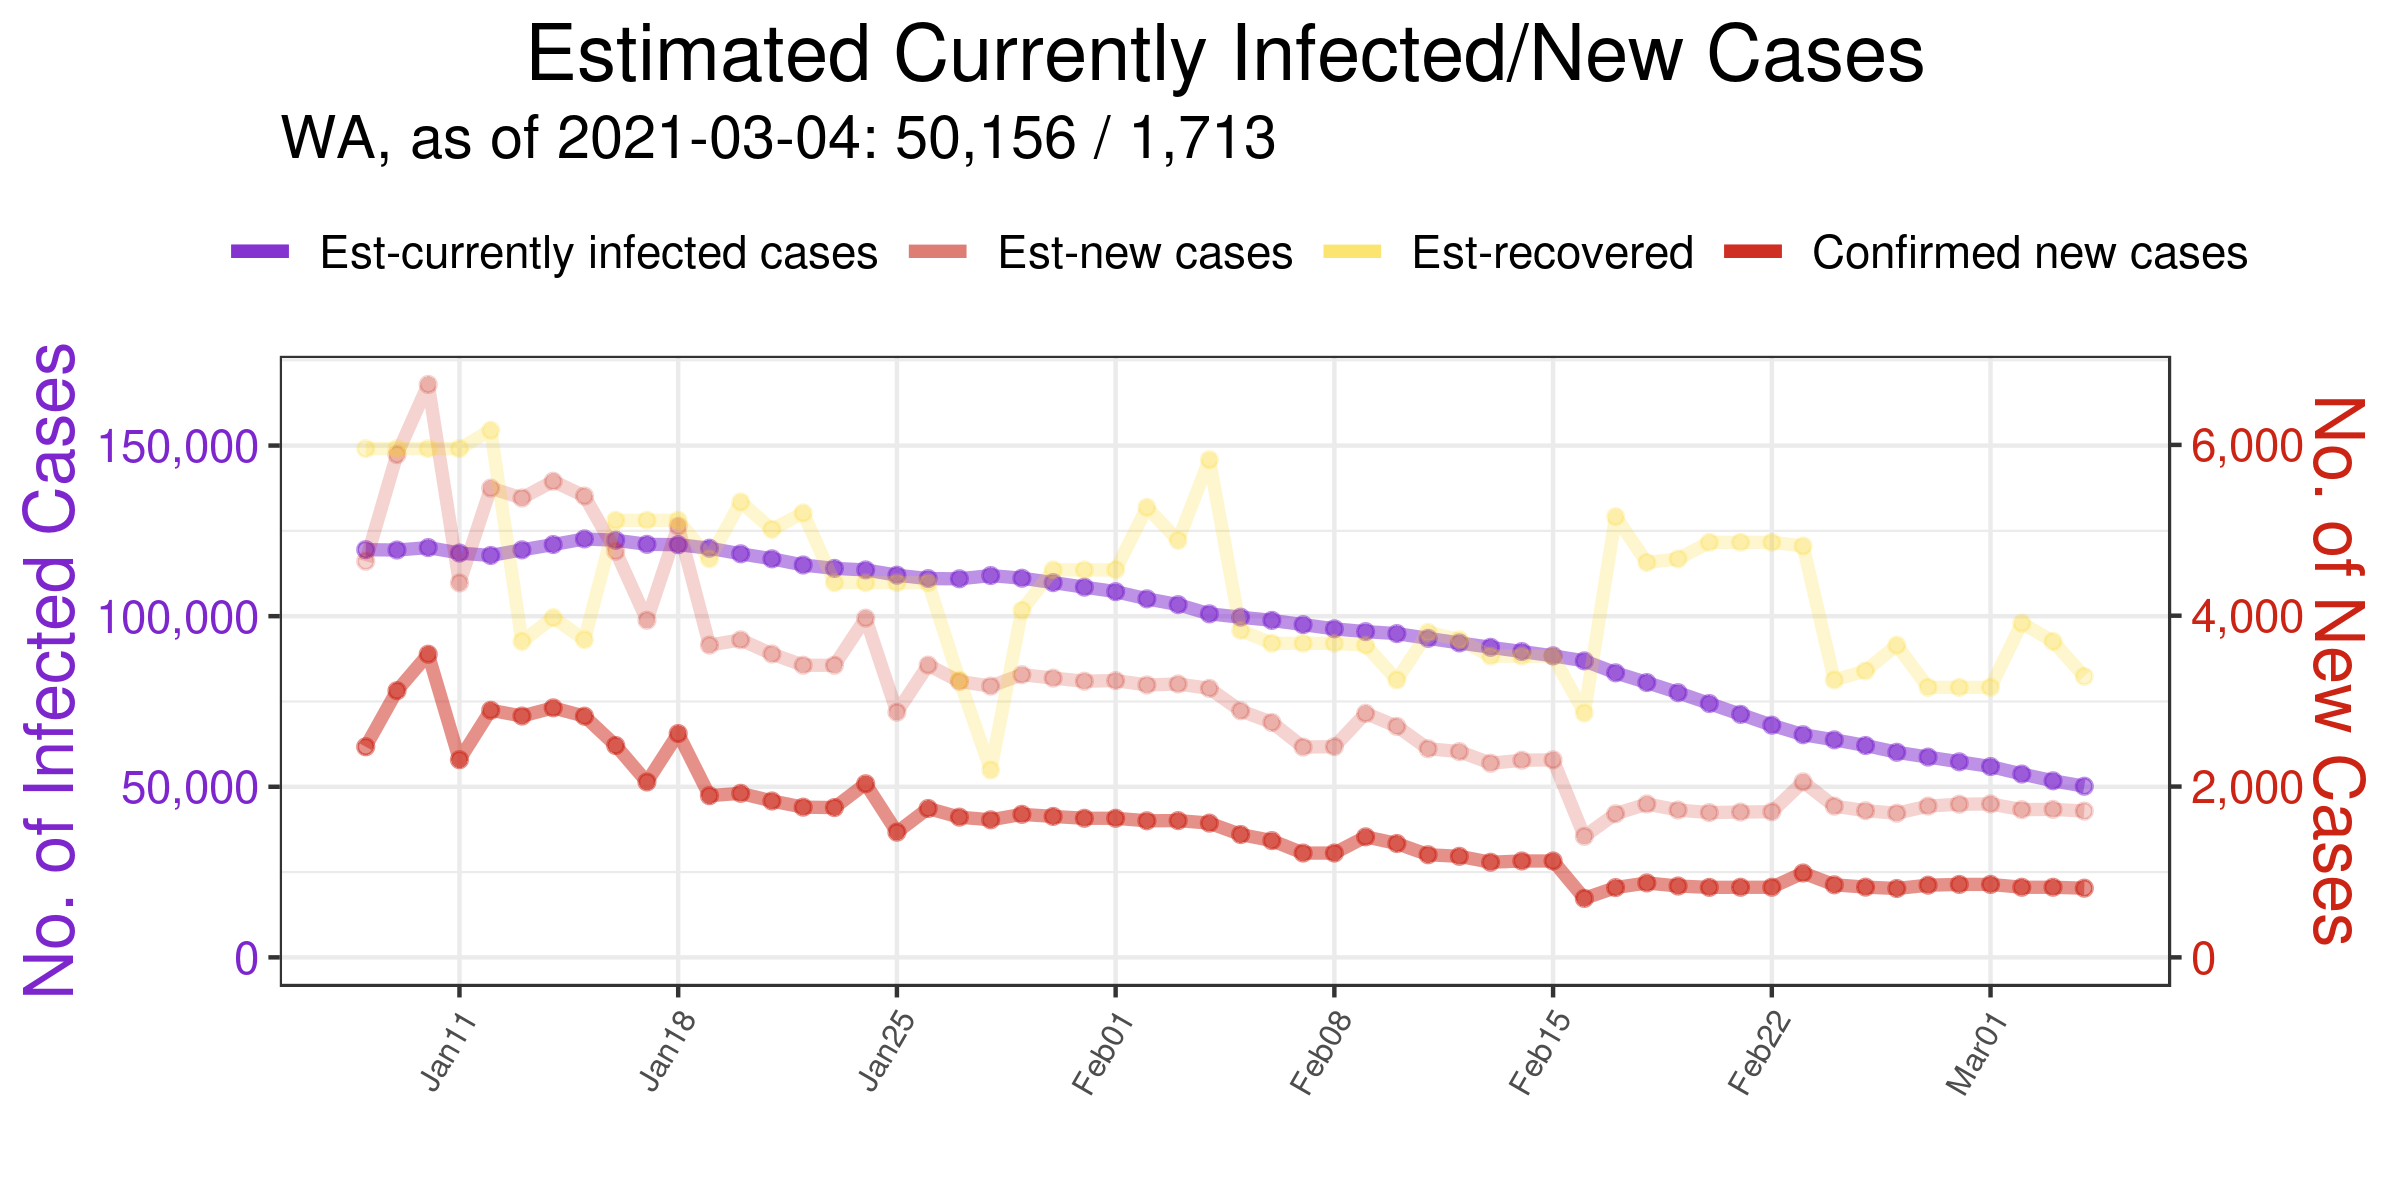 Estimated Currently Infected/New Cases
WA, as of 2021-03-04: 50,156 / 1,713
Est-currently infected cases
Est-new cases
Est-recovered
Confirmed new cases
No. of Infected Cases
150,000
100,000
50,000
0
6,000
4,000
2,000
0
No. of New Cases
Jan11
Jan18
Jan25
Feb01
Feb08
Feb15
Feb22
Mar01